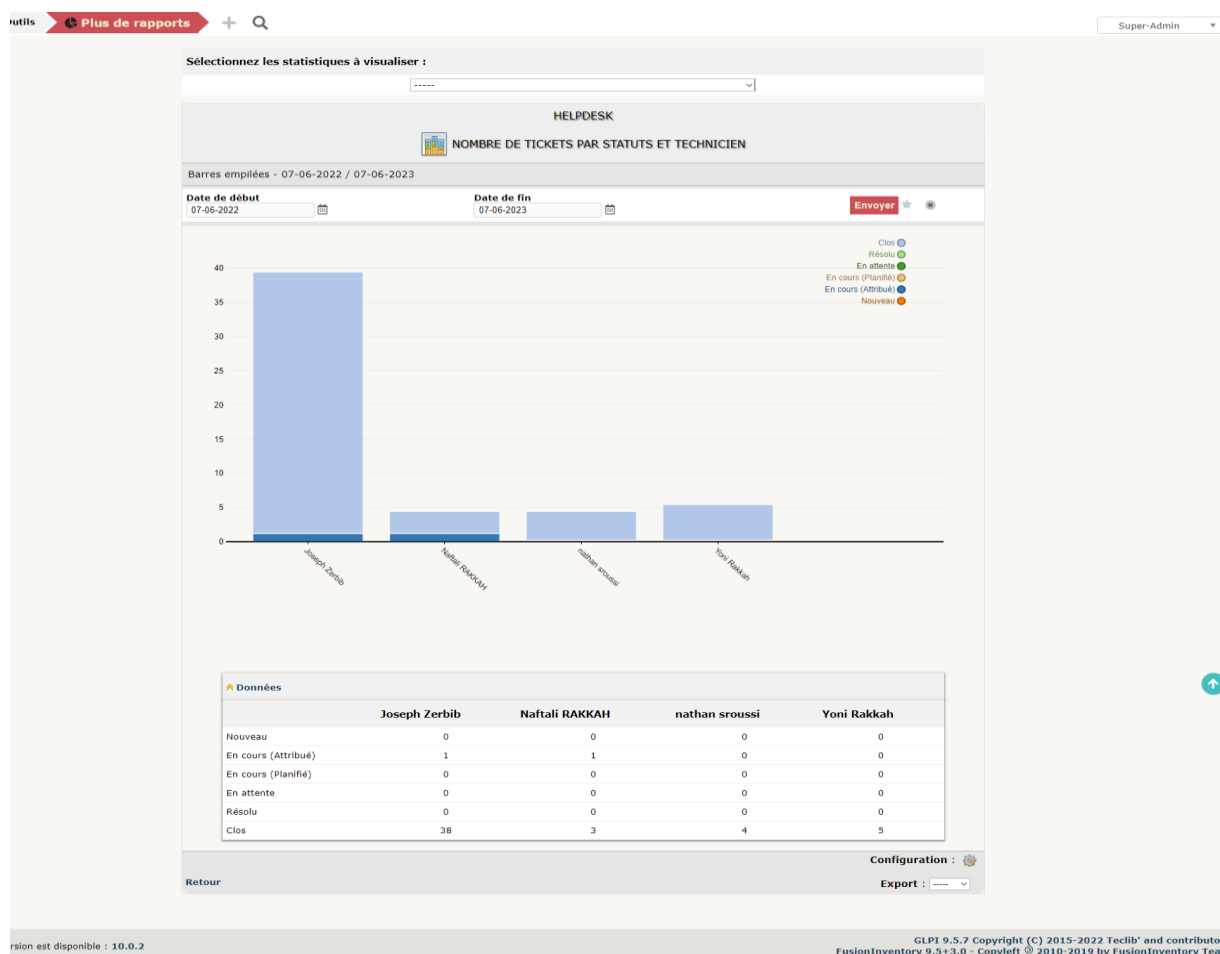 Plus de rapports
Super-Admin
Sélectionnez les statistiques à visualiser :
-----
HELPDESK
NOMBRE DE TICKETS PAR STATUTS ET TECHNICIEN
Barres empilées - 07-06-2022 / 07-06-2023
Date de début Date de fin
07-06-2022 07-06-2023 Envoyer
Clos
Résolu
En attente
En cours (Planifié)
En cours (Attribué)
Nouveau
40
35
30
25
20
15
10
5
0
Joseph Zerbib Naftali RAKKAH nathan sroussi Yoni Rakkah
Données
Joseph Zerbib Naftali RAKKAH nathan sroussi Yoni Rakkah
Nouveau 0 0 0 0
En cours (Attribué) 1 1 0 0
En cours (Planifié) 0 0 0 0
En attente 0 0 0 0
Résolu 0 0 0 0
Clos 38 3 4 5
Configuration :
Retour
Export : -----
est disponible : 10.0.2
GLPI 9.5.7 Copyright (C) 2015-2022 Teclib' and
FusionInventory 9.5+3.0 - Copyleft © 2010-2019 by FusionInventory